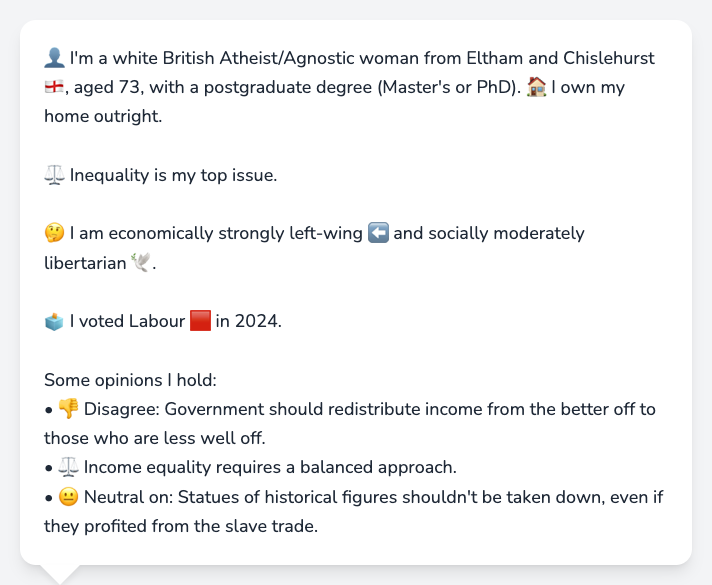 👤 I'm a white British Atheist/Agnostic woman from Eltham and Chislehurst
🏴󠁧󠁢󠁥󠁮󠁧󠁿, aged 73, with a postgraduate degree (Master's or PhD). 🏠 I own my
home outright.
⚖️ Inequality is my top issue.
🤔 I am economically strongly left-wing ⬅️ and socially moderately
libertarian 🕊️.
🗳️ I voted Labour 🟥 in 2024.
Some opinions I hold:
• 👎 Disagree: Government should redistribute income from the better off to
those who are less well off.
• ⚖️ Income equality requires a balanced approach.
• 😐 Neutral on: Statues of historical figures shouldn't be taken down, even if
they profited from the slave trade.